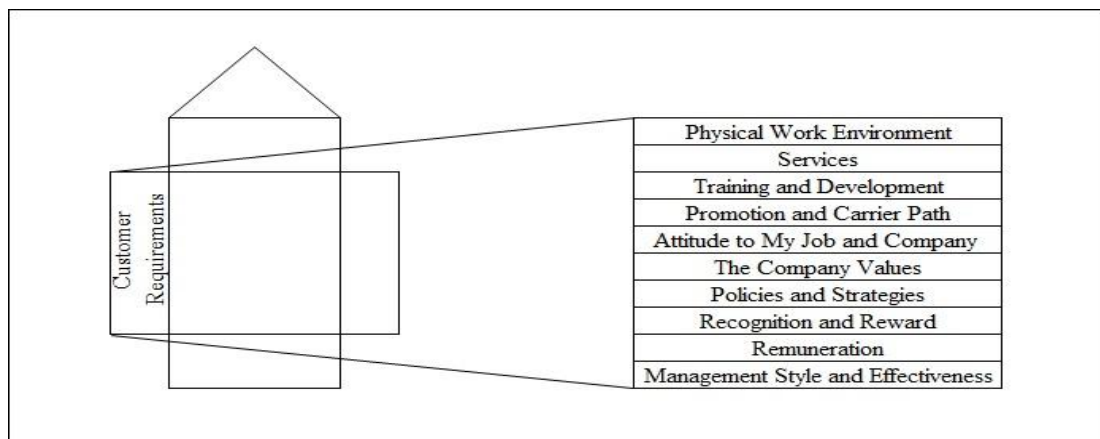 Customer
Requirements
Physical Work Environment
Services
Training and Development
Promotion and Carrier Path
Attitude to My Job and Company
The Company Values
Policies and Strategies
Recognition and Reward
Remuneration
Management Style and Effectiveness